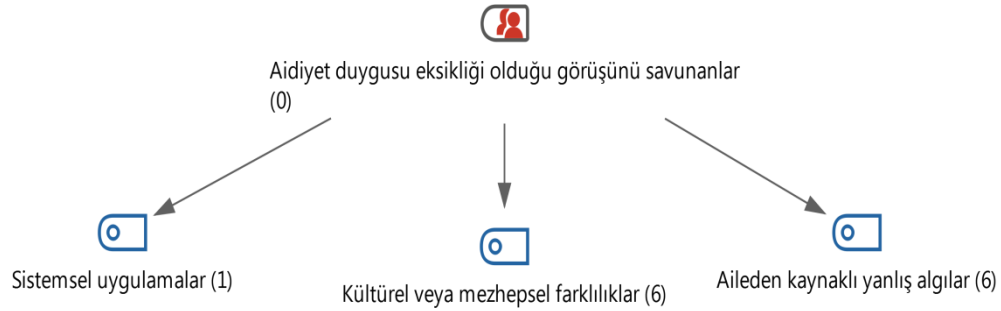 Aidiyet duygusu eksikliği olduğu görüşünü savunanlar
(0)
Sistemsel uygulamalar (1)
Kültürel veya mezhepsel farklılıklar (6)
Aileden kaynaklı yanlış algılar (6)